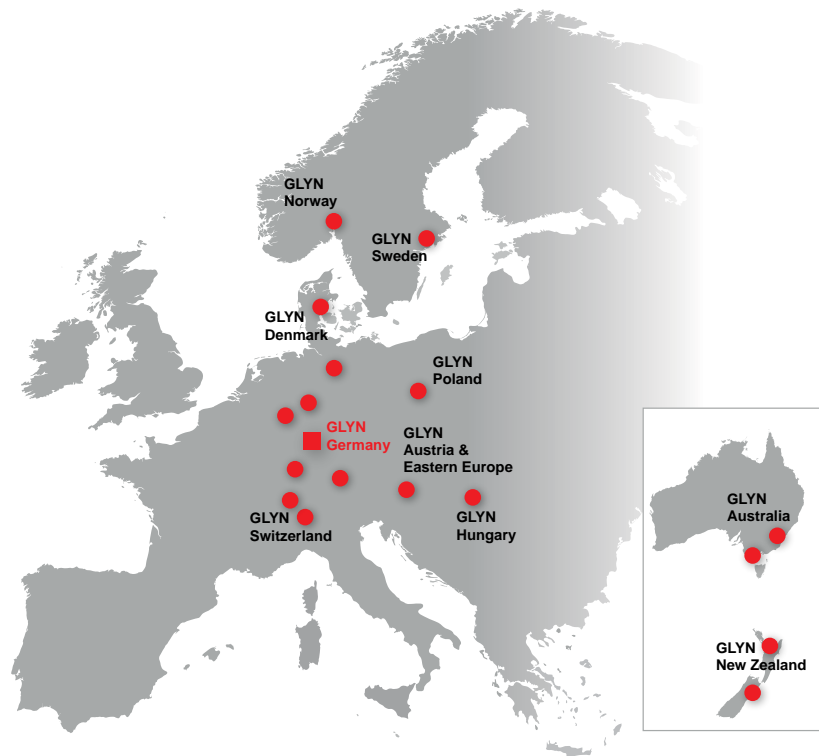 GLYN
Norway
GLYN
Sweden
GLYN
Denmark
GLYN
Poland
GLYN
Germany
GLYN
Austria &
Eastern Europe
GLYN
Switzerland
GLYN
Hungary
GLYN
Australia
GLYN
New Zealand